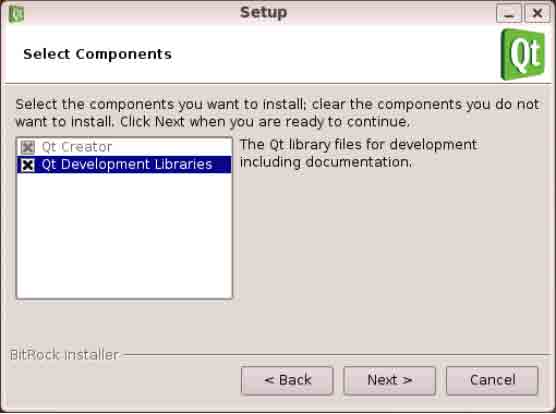 Setup
Select Components
Qt
Select the components you want to install; clear the components you do not
want to install. Click Next when you are ready to continue.
Qt Creator
Qt Development Libraries
The Qt library files for development
including documentation.
BitRock Installer
< Back
Next >
Cancel